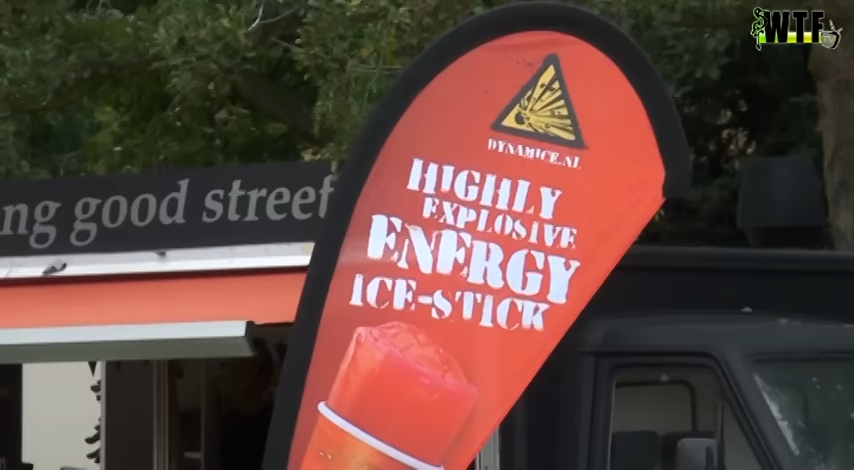 WTF
DYNAMICE.NL
HIGHLY
EXPLOSIVE
ENERGY
ICE-STICK
ng good street